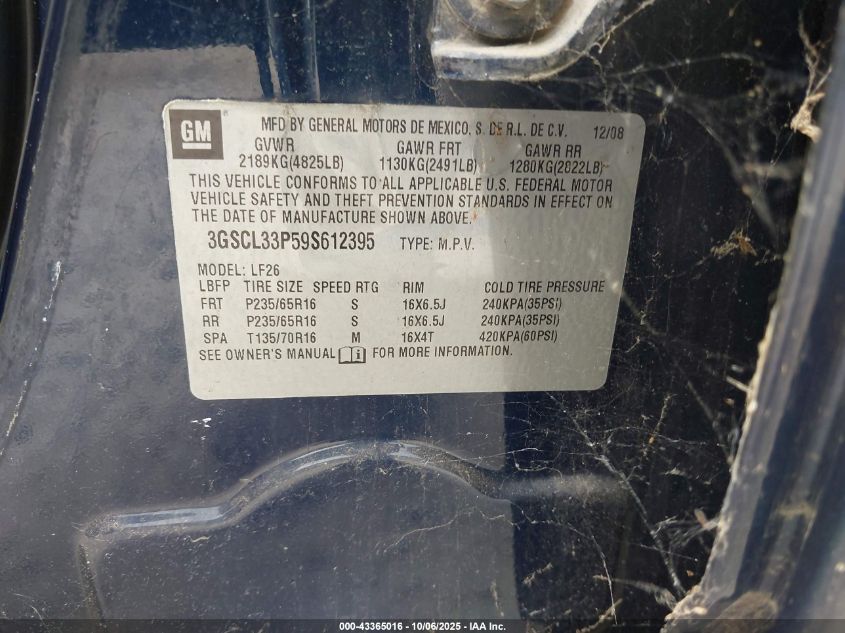 GM
MFD BY GENERAL MOTORS DE MEXICO, S. DE R.L. DE C.V. 12/08
GVWR GAWR FRT GAWR RR
2189KG(4825LB) 1130KG(2491LB) 1280KG(2822LB)
THIS VEHICLE CONFORMS TO ALL APPLICABLE U.S. FEDERAL MOTOR
VEHICLE SAFETY AND THEFT PREVENTION STANDARDS IN EFFECT ON
THE DATE OF MANUFACTURE SHOWN ABOVE.
3GSCL33P59S612395 TYPE: M.P.V.
MODEL: LF26
LBFP TIRE SIZE SPEED RTG RIM COLD TIRE PRESSURE
FRT P235/65R16 S 16X6.5J 240KPA(35PSI)
RR P235/65R16 S 16X6.5J 240KPA(35PSI)
SPA T135/70R16 M 16X4T 420KPA(60PSI)
SEE OWNER'S MANUAL i FOR MORE INFORMATION.
000-43365016 - 10/06/2025 - IAA Inc.